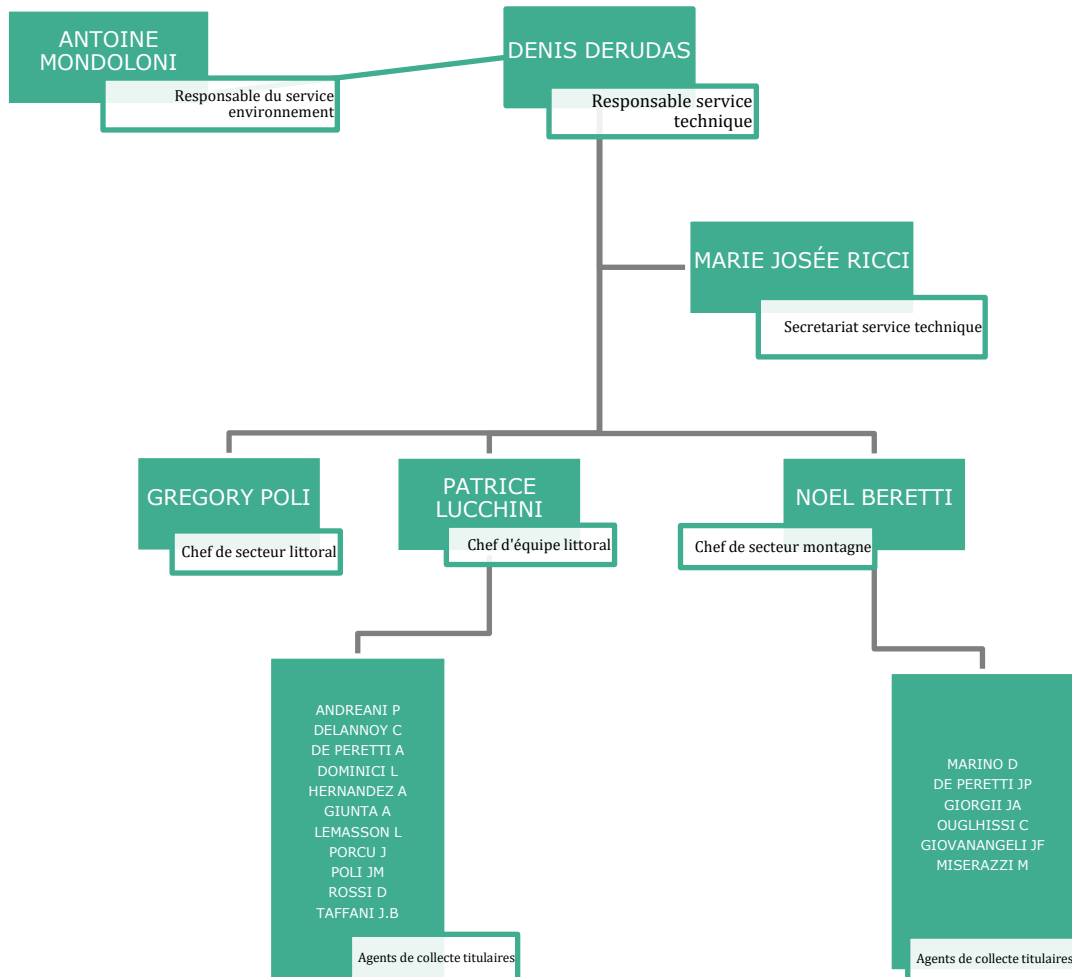 ANTOINE
MONDOLONI
Responsable du service
environnement
DENIS DERUDAS
Responsable service
technique
MARIE JOSÉE RICCI
Secretariat service technique
GREGORY POLI
Chef de secteur littoral
PATRICE
LUCCHINI
Chef d'équipe littoral
NOEL BERETTI
Chef de secteur montagne
ANDREANI P
DELANNOY C
DE PERETTI A
DOMINICI L
HERNANDEZ A
GIUNTA A
LEMASSON L
PORCU J
POLI JM
ROSSI D
TAFFANI J.B
Agents de collecte titulaires
MARINO D
DE PERETTI JP
GIORGII JA
OUGLHISSI C
GIOVANANGELI JF
MISERAZZI M
Agents de collecte titulaires